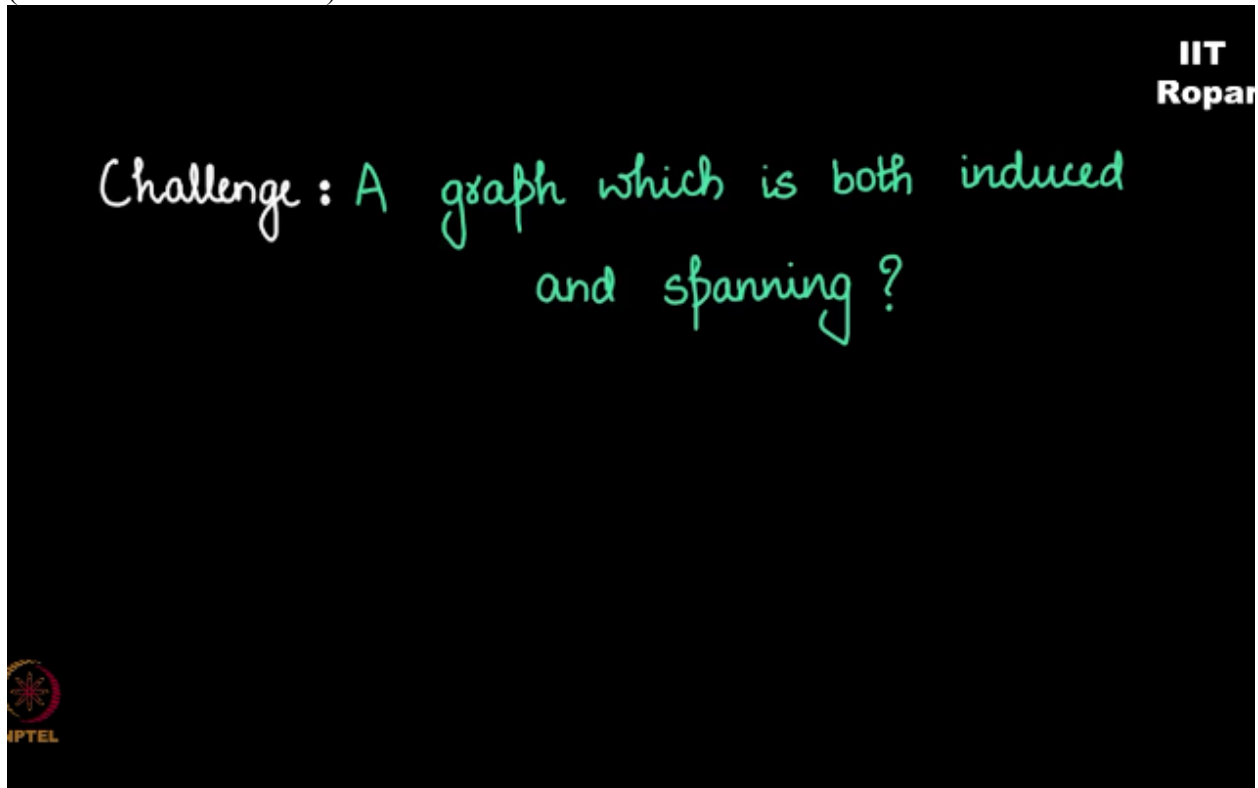 IIT
Ropar
Challenge : A graph which is both induced
and spanning ?
NPTEL